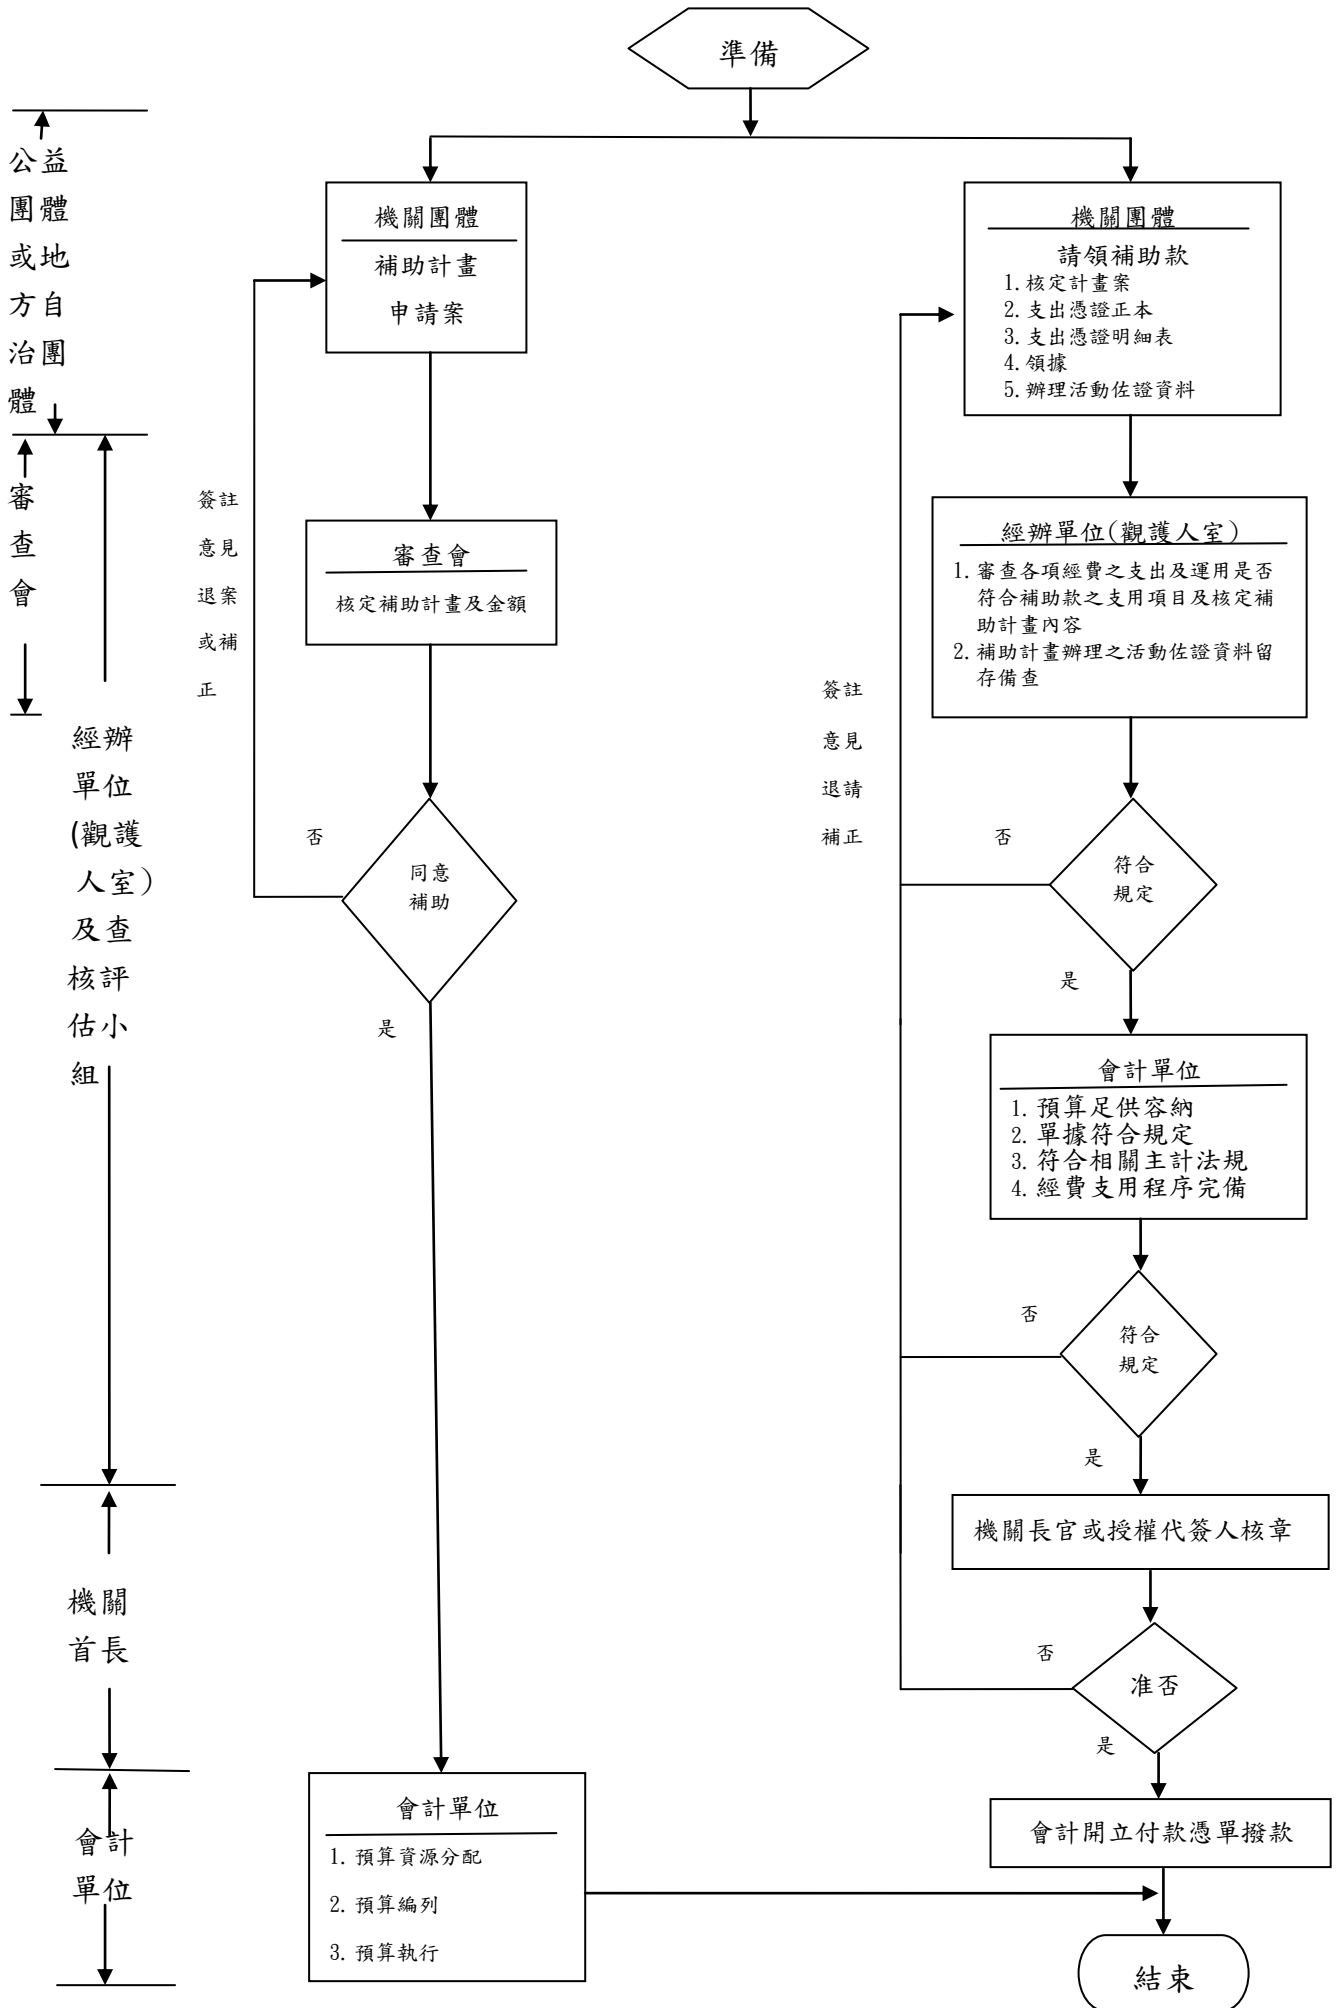 準備
公益
團體
或地
方自
治團
體
審
查
會
經辦
單位
(觀護
人室)
及查
核評
估小
組
機關
首長
會計
單位
機關團體
補助計畫
申請案
簽註
意見
退案
或補
正
審查會
核定補助計畫及金額
否
同意
補助
是
會計單位
1. 預算資源分配
2. 預算編列
3. 預算執行
機關團體
請領補助款
1. 核定計畫案
2. 支出憑證正本
3. 支出憑證明細表
4. 領據
5. 辦理活動佐證資料
經辦單位(觀護人室)
1. 審查各項經費之支出及運用是否
符合補助款之支用項目及核定補
助計畫內容
2. 補助計畫辦理之活動佐證資料留
存備查
簽註
意見
退請
補正
否
符合
規定
是
會計單位
1. 預算足供容納
2. 單據符合規定
3. 符合相關主計法規
4. 經費支用程序完備
否
符合
規定
是
機關長官或授權代簽人核章
否
准否
是
會計開立付款憑單撥款
結束